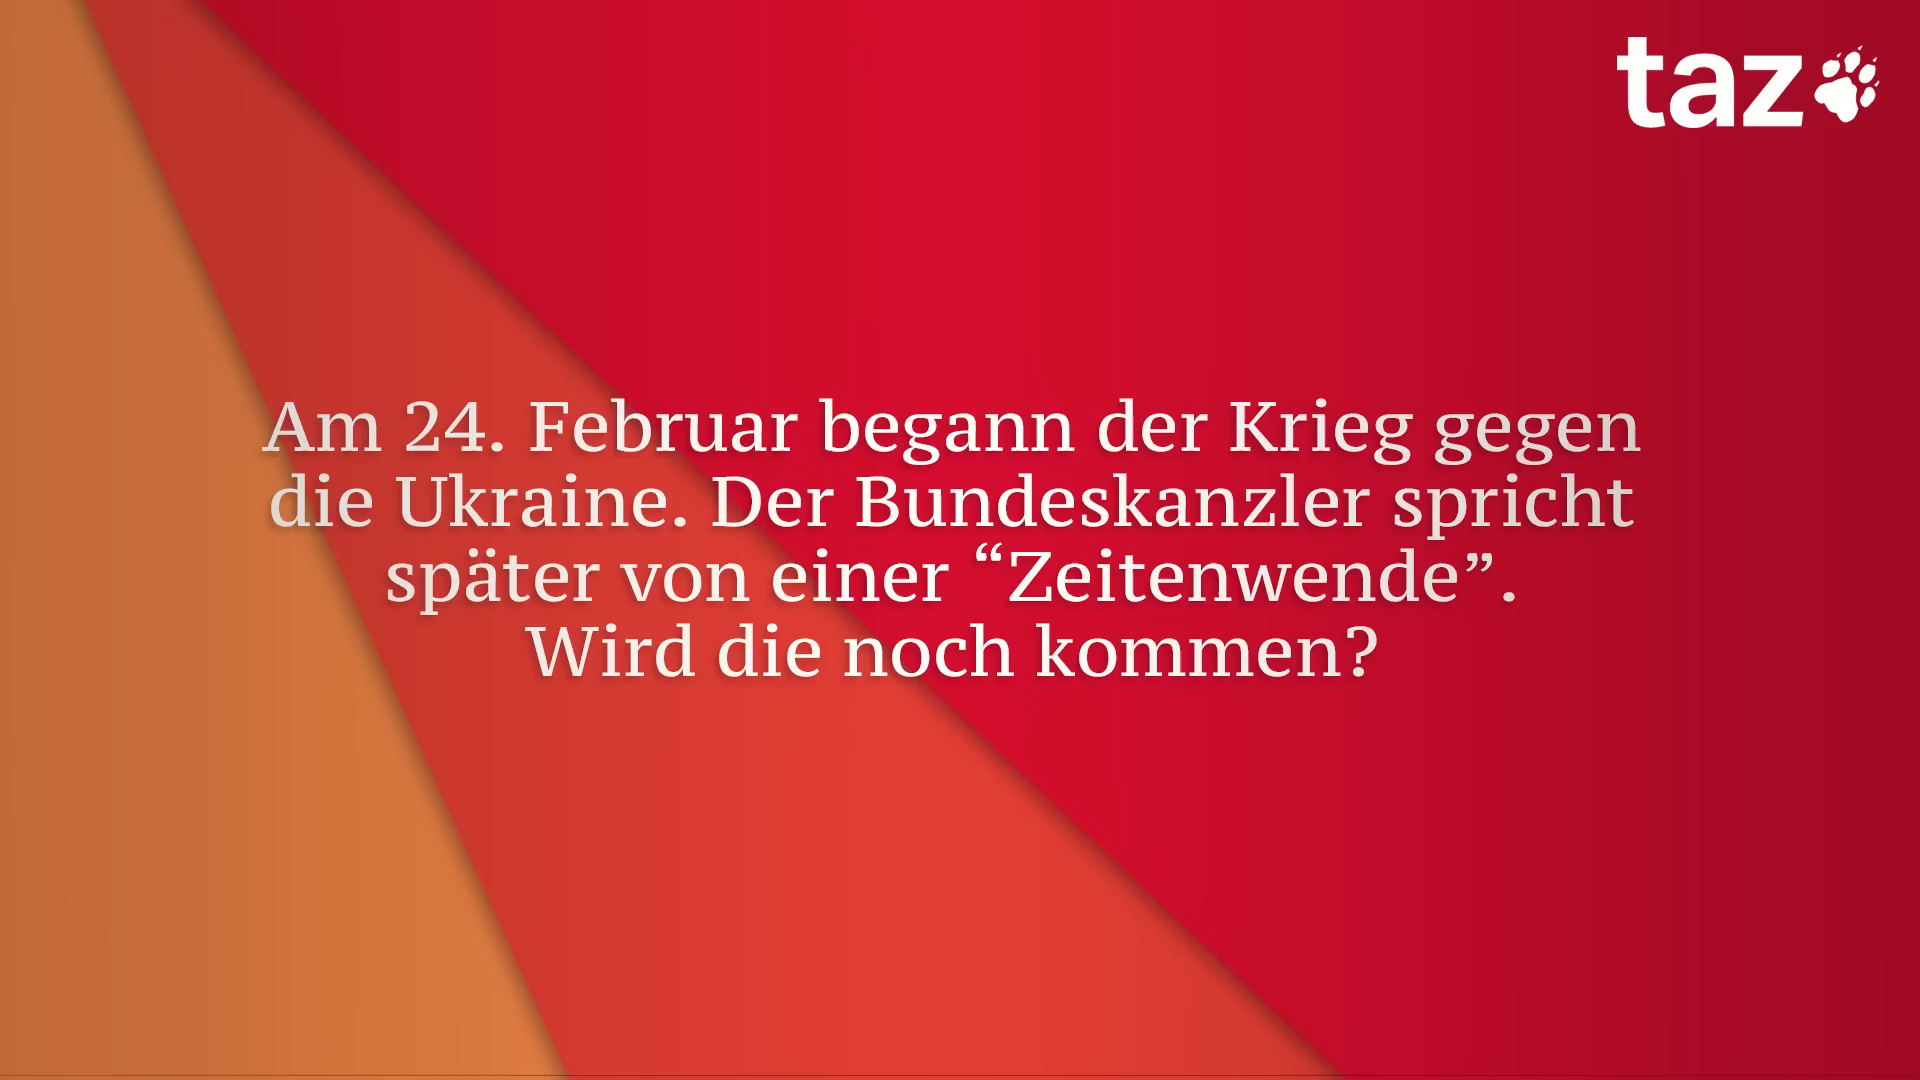 taz
Am 24. Februar begann der Krieg gegen
die Ukraine. Der Bundeskanzler spricht
später von einer “Zeitenwende”.
Wird die noch kommen?